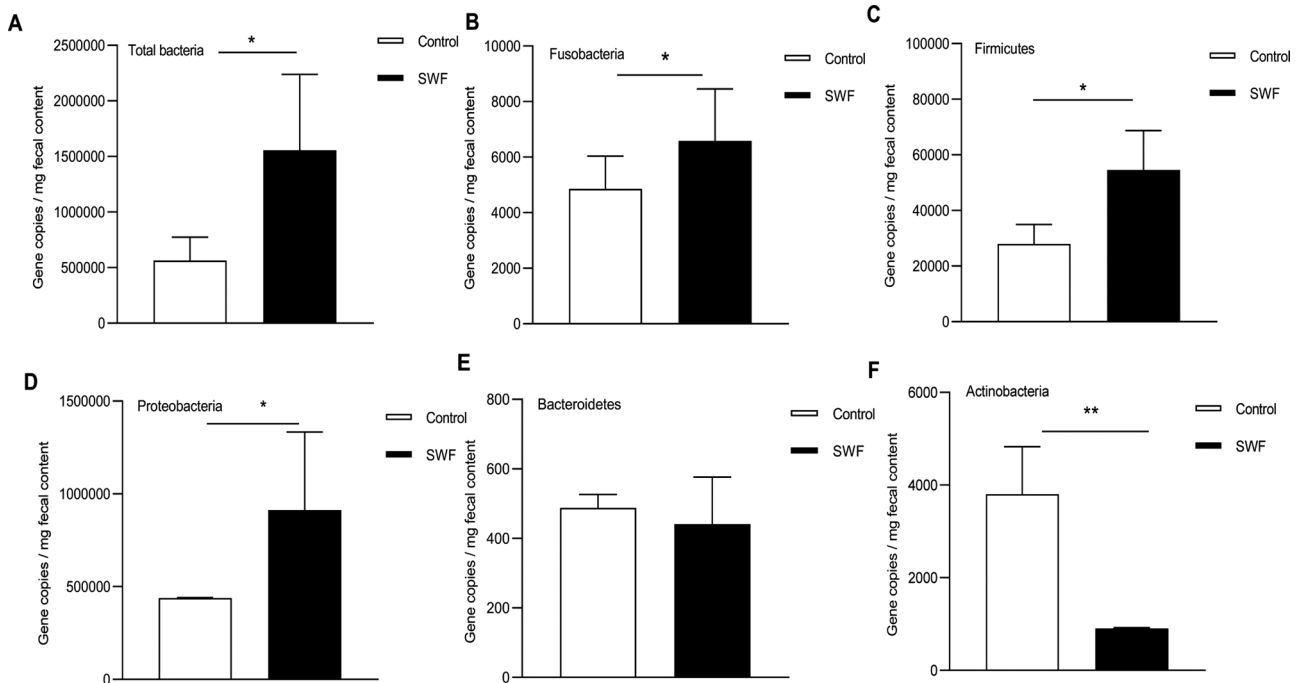 A
Total bacteria
*
Control
SWF
Gene copies / mg fecal content
2500000
2000000
1500000
1000000
500000
0
B
Fusobacteria
*
Control
SWF
Gene copies / mg fecal content
10000
8000
6000
4000
2000
0
C
Firmicutes
*
Control
SWF
Gene copies / mg fecal content
100000
80000
60000
40000
20000
0
D
Proteobacteria
*
Control
SWF
Gene copies / mg fecal content
1500000
1000000
500000
0
E
Bacteroidetes
Control
SWF
Gene copies / mg fecal content
800
600
400
200
0
F
Actinobacteria
**
Control
SWF
Gene copies / mg fecal content
6000
4000
2000
0